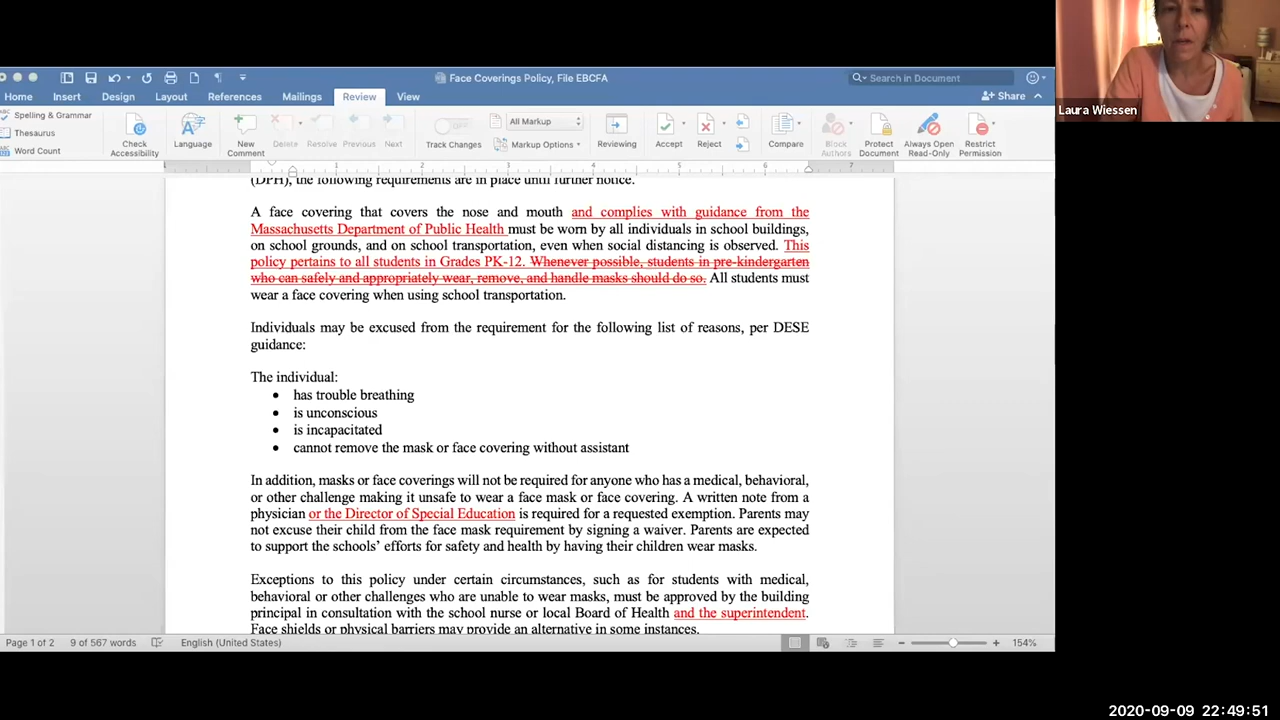 Face Coverings Policy, File EBCFA
Search in Document
Home Insert Design Layout References Mailings Review View
Share
Spelling & Grammar
Thesaurus
Word Count
Check Accessibility
Language
New Comment
Delete
Resolve
Previous
Next
OFF
Track Changes
All Markup
Markup Options
Reviewing
Accept
Reject
Compare
Block Authors
Protect Document
Always Open Read-Only
Restrict Permission
1 2 3 4 5 6 7
(DPH), the following requirements are in place until further notice.
A face covering that covers the nose and mouth and complies with guidance from the
Massachusetts Department of Public Health must be worn by all individuals in school buildings,
on school grounds, and on school transportation, even when social distancing is observed. This
policy pertains to all students in Grades PK-12. Whenever possible, students in pre-kindergarten
who can safely and appropriately wear, remove, and handle masks should do so. All students must
wear a face covering when using school transportation.
Individuals may be excused from the requirement for the following list of reasons, per DESE
guidance:
The individual:
• has trouble breathing
• is unconscious
• is incapacitated
• cannot remove the mask or face covering without assistant
In addition, masks or face coverings will not be required for anyone who has a medical, behavioral,
or other challenge making it unsafe to wear a face mask or face covering. A written note from a
physician or the Director of Special Education is required for a requested exemption. Parents may
not excuse their child from the face mask requirement by signing a waiver. Parents are expected
to support the schools’ efforts for safety and health by having their children wear masks.
Exceptions to this policy under certain circumstances, such as for students with medical,
behavioral or other challenges who are unable to wear masks, must be approved by the building
principal in consultation with the school nurse or local Board of Health and the superintendent.
Face shields or physical barriers may provide an alternative in some instances.
Page 1 of 2 9 of 567 words English (United States) 154%
Laura Wiessen
2020-09-09 22:49:51